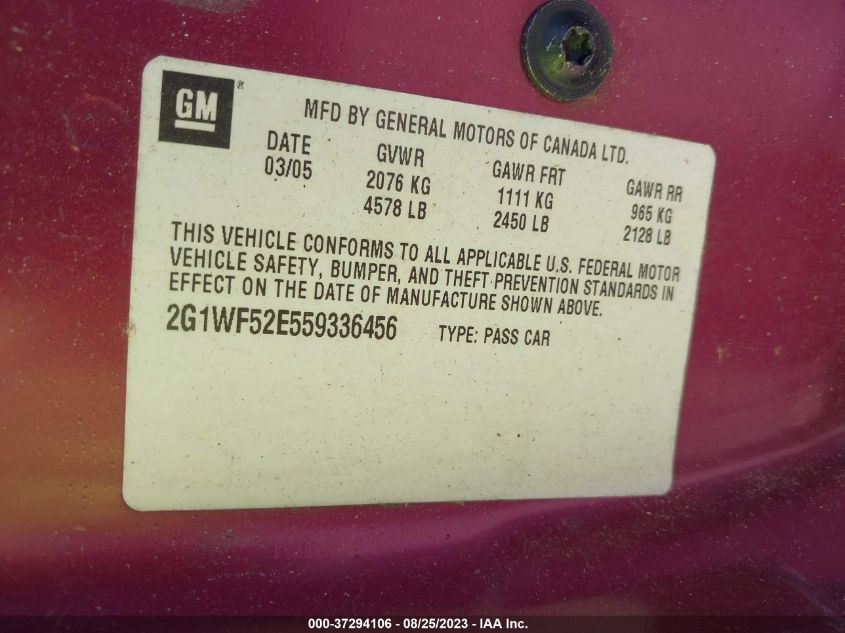 GM ®
MFD BY GENERAL MOTORS OF CANADA LTD.
DATE GVWR GAWR FRT GAWR RR
03/05 2076 KG 1111 KG 965 KG
4578 LB 2450 LB 2128 LB
THIS VEHICLE CONFORMS TO ALL APPLICABLE U.S. FEDERAL MOTOR
VEHICLE SAFETY, BUMPER, AND THEFT PREVENTION STANDARDS IN
EFFECT ON THE DATE OF MANUFACTURE SHOWN ABOVE.
2G1WF52E559336456 TYPE: PASS CAR
000-37294106 - 08/25/2023 - IAA Inc.